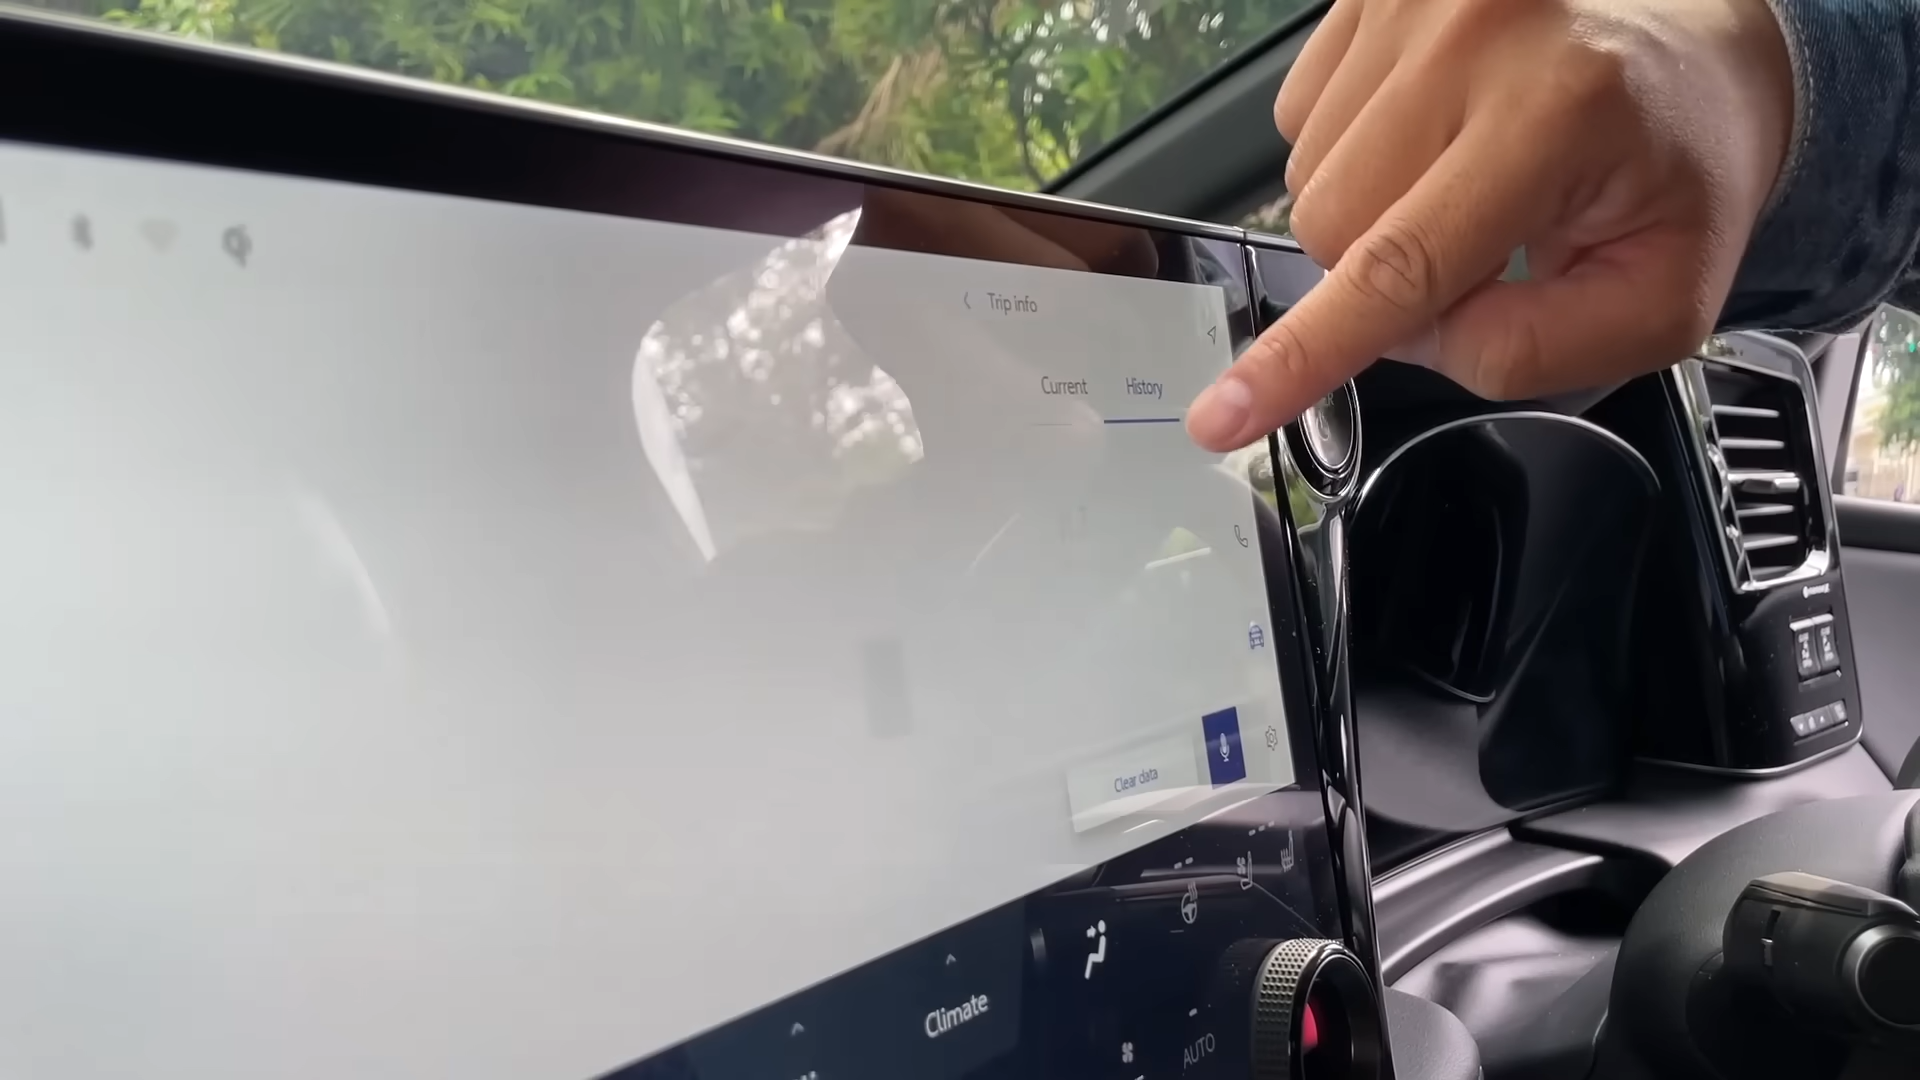 Trip info
Current
History
Clear data
Climate
AUTO